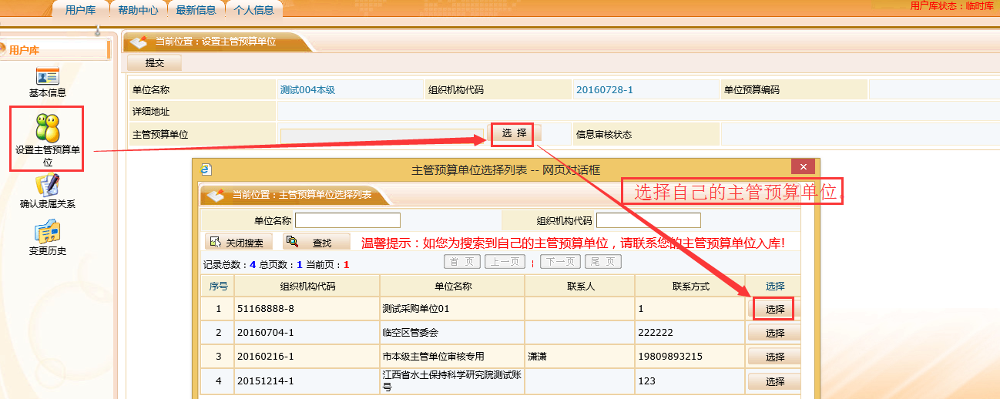 用户库 帮助中心 最新信息 个人信息 用户库状态：临时库
用户库
基本信息
设置主管预算单
位
确认隶属关系
变更历史
当前位置：设置主管预算单位
提交
单位名称 测试004本级 组织机构代码 20160728-1 单位预算编码
详细地址
主管预算单位 选 择 信息审核状态
主管预算单位选择列表 -- 网页对话框
选择自己的主管预算单位。
当前位置：主管预算单位选择列表
单位名称 组织机构代码
关闭搜索 查找 温馨提示：如您为搜索到自己的主管预算单位，请联系您的主管预算单位入库！
记录总数：4 总页数：1 当前页：1 首 页 上一页 ¦ 下一页 尾 页
序号 组织机构代码 单位名称 联系人 联系方式 选择
1 51168888-8 测试采购单位01 1 选择
2 20160704-1 临空区管委会 222222 选择
3 20160216-1 市本级主管单位审核专用 潇潇 19809893215 选择
4 20151214-1 江西省水土保持科学研究院测试账
号 123 选择